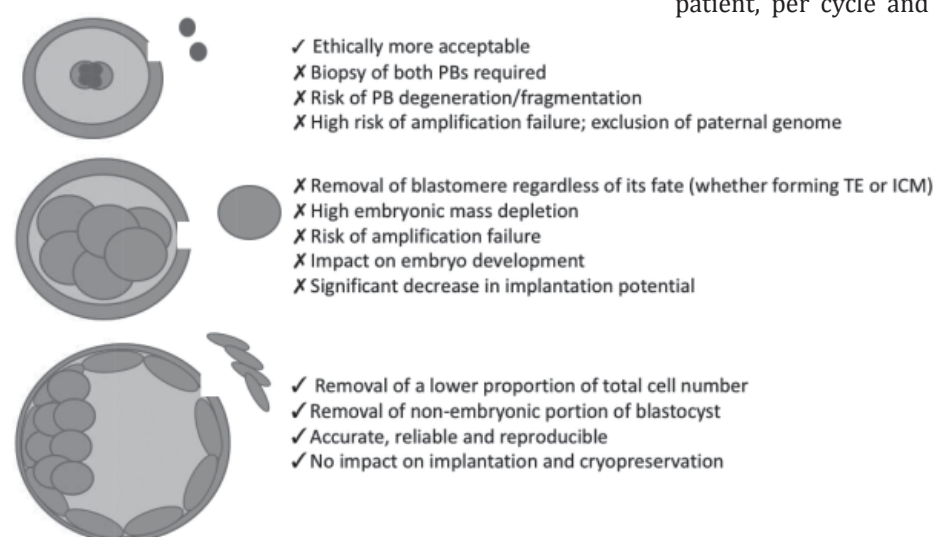 patient, per cycle and
✓ Ethically more acceptable
✗ Biopsy of both PBs required
✗ Risk of PB degeneration/fragmentation
✗ High risk of amplification failure; exclusion of paternal genome
✗ Removal of blastomere regardless of its fate (whether forming TE or ICM)
✗ High embryonic mass depletion
✗ Risk of amplification failure
✗ Impact on embryo development
✗ Significant decrease in implantation potential
✓ Removal of a lower proportion of total cell number
✓ Removal of non-embryonic portion of blastocyst
✓ Accurate, reliable and reproducible
✓ No impact on implantation and cryopreservation